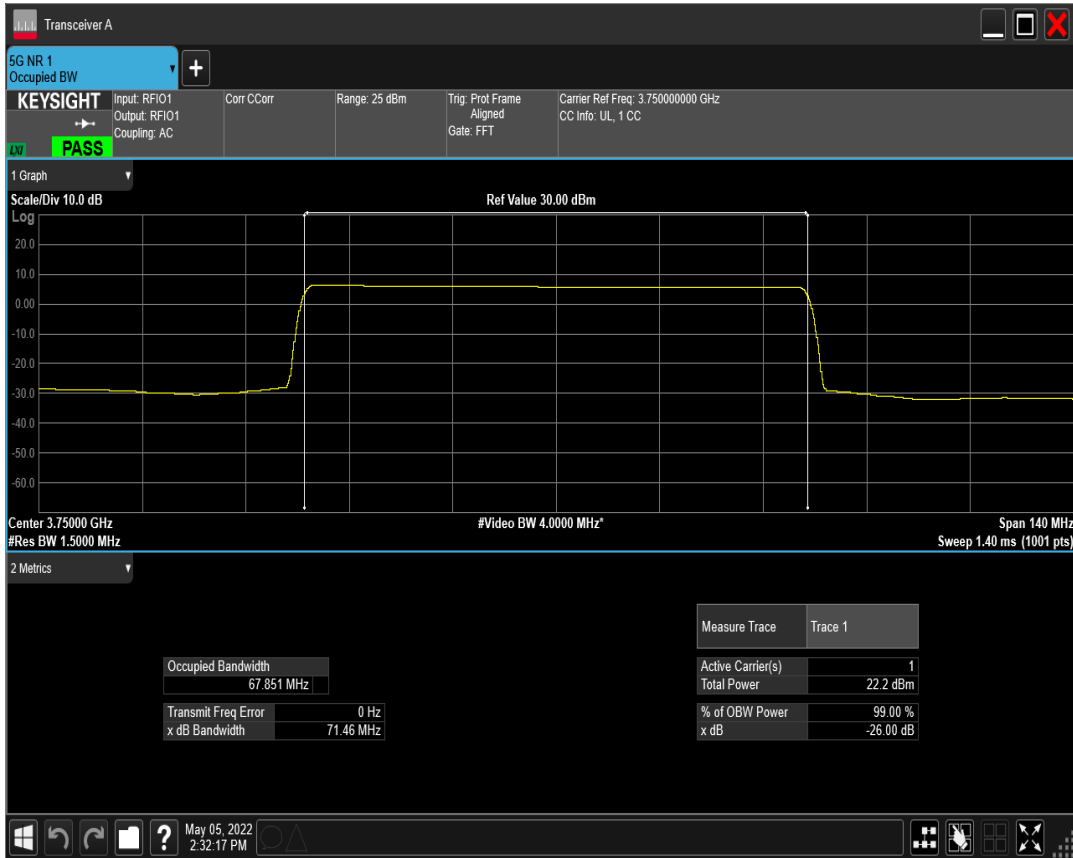 Transceiver A
5G NR 1
Occupied BW
+
KEYSIGHT
LXI
PASS
Input: RFIO1
Output: RFIO1
Coupling: AC
Corr CCorr
Range: 25 dBm
Trig: Prot Frame
Aligned
Gate: FFT
Carrier Ref Freq: 3.750000000 GHz
CC Info: UL, 1 CC
1 Graph
Scale/Div 10.0 dB
Ref Value 30.00 dBm
Log
20.0
10.0
0.00
-10.0
-20.0
-30.0
-40.0
-50.0
-60.0
Center 3.75000 GHz
#Video BW 4.0000 MHz*
Span 140 MHz
#Res BW 1.5000 MHz
Sweep 1.40 ms (1001 pts)
2 Metrics
Measure Trace Trace 1
Occupied Bandwidth
67.851 MHz
Active Carrier(s) 1
Total Power 22.2 dBm
Transmit Freq Error 0 Hz
x dB Bandwidth 71.46 MHz
% of OBW Power 99.00 %
x dB -26.00 dB
?
May 05, 2022
2:32:17 PM